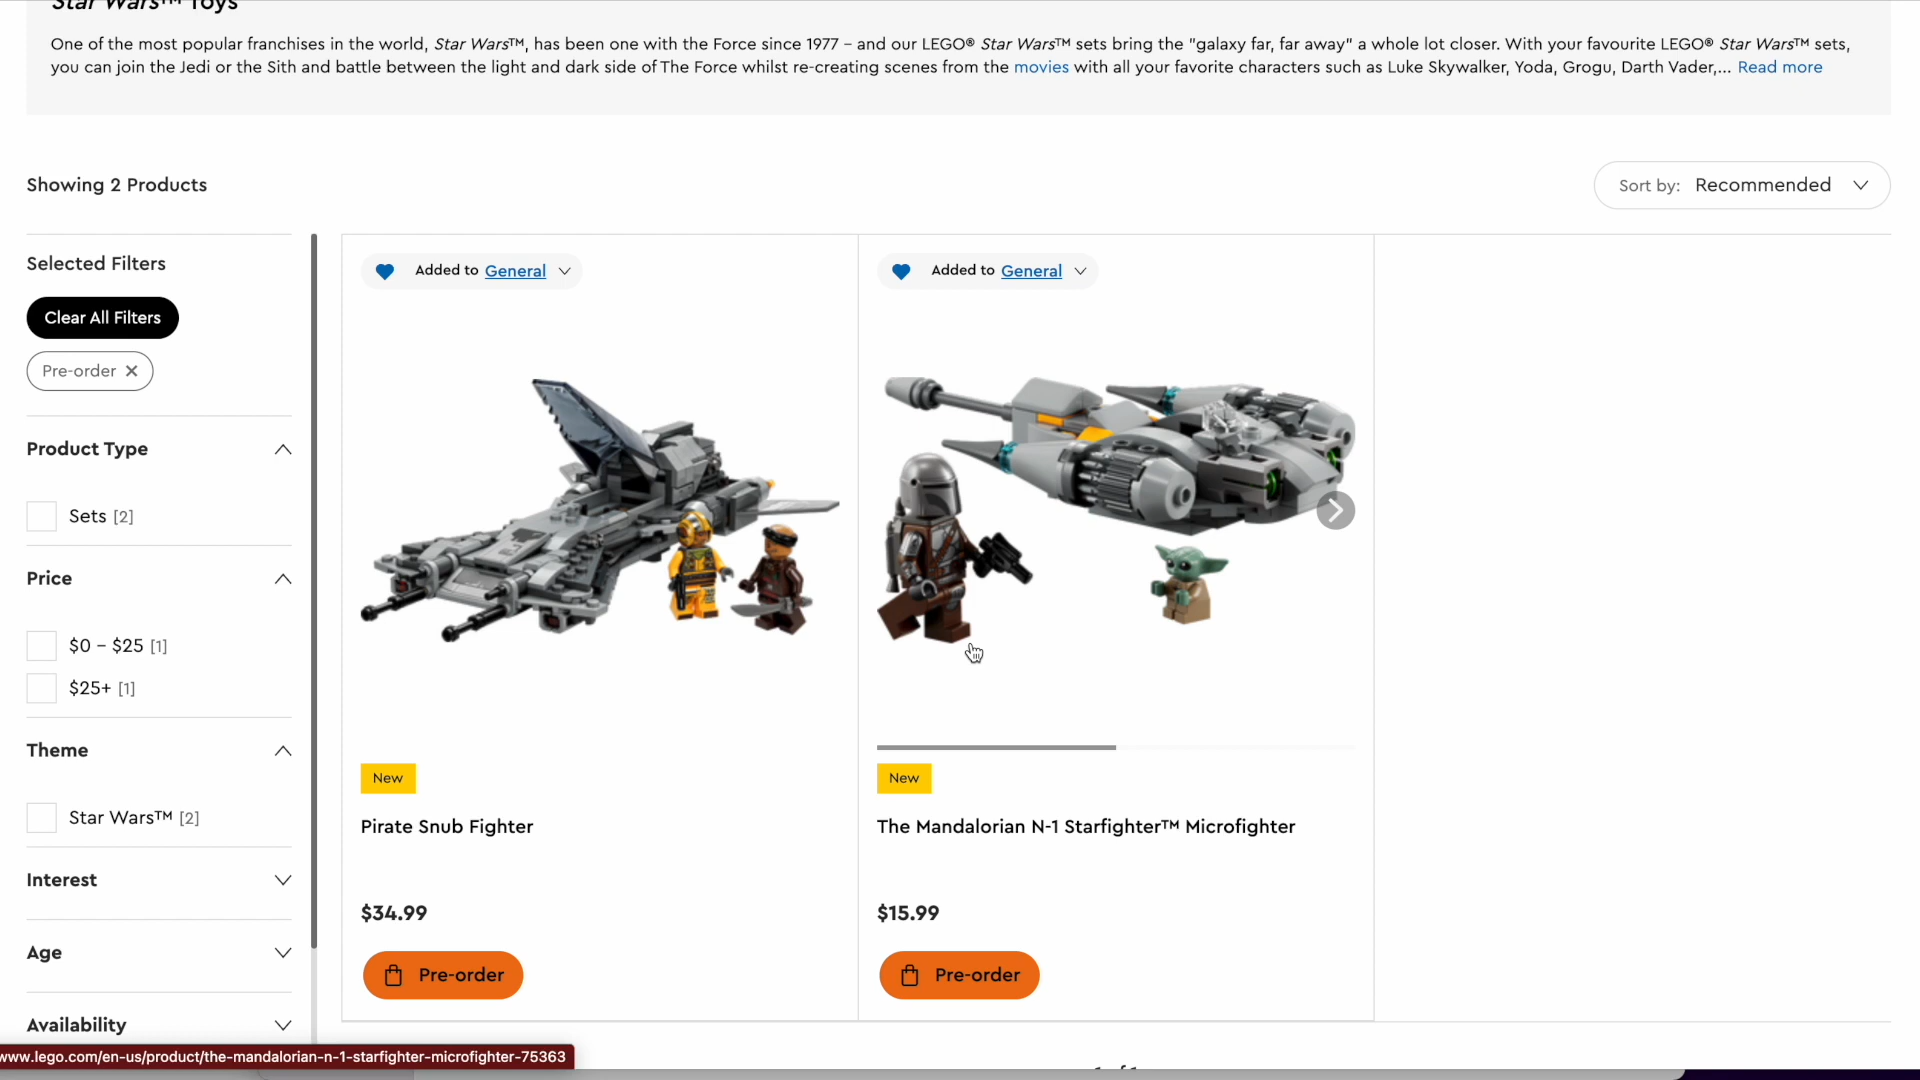 Star Wars™ Toys
One of the most popular franchises in the world, Star Wars™, has been one with the Force since 1977 – and our LEGO® Star Wars™ sets bring the "galaxy far, far away" a whole lot closer. With your favourite LEGO® Star Wars™ sets,
you can join the Jedi or the Sith and battle between the light and dark side of The Force whilst re-creating scenes from the movies with all your favorite characters such as Luke Skywalker, Yoda, Grogu, Darth Vader,... Read more
Showing 2 Products
Sort by: Recommended
Selected Filters
Clear All Filters
Pre-order
Product Type
Sets [2]
Price
$0 – $25 [1]
$25+ [1]
Theme
Star Wars™ [2]
Interest
Age
Availability
Added to General
New
Pirate Snub Fighter
$34.99
Pre-order
Added to General
New
The Mandalorian N-1 Starfighter™ Microfighter
$15.99
Pre-order
www.lego.com/en-us/product/the-mandalorian-n-1-starfighter-microfighter-75363